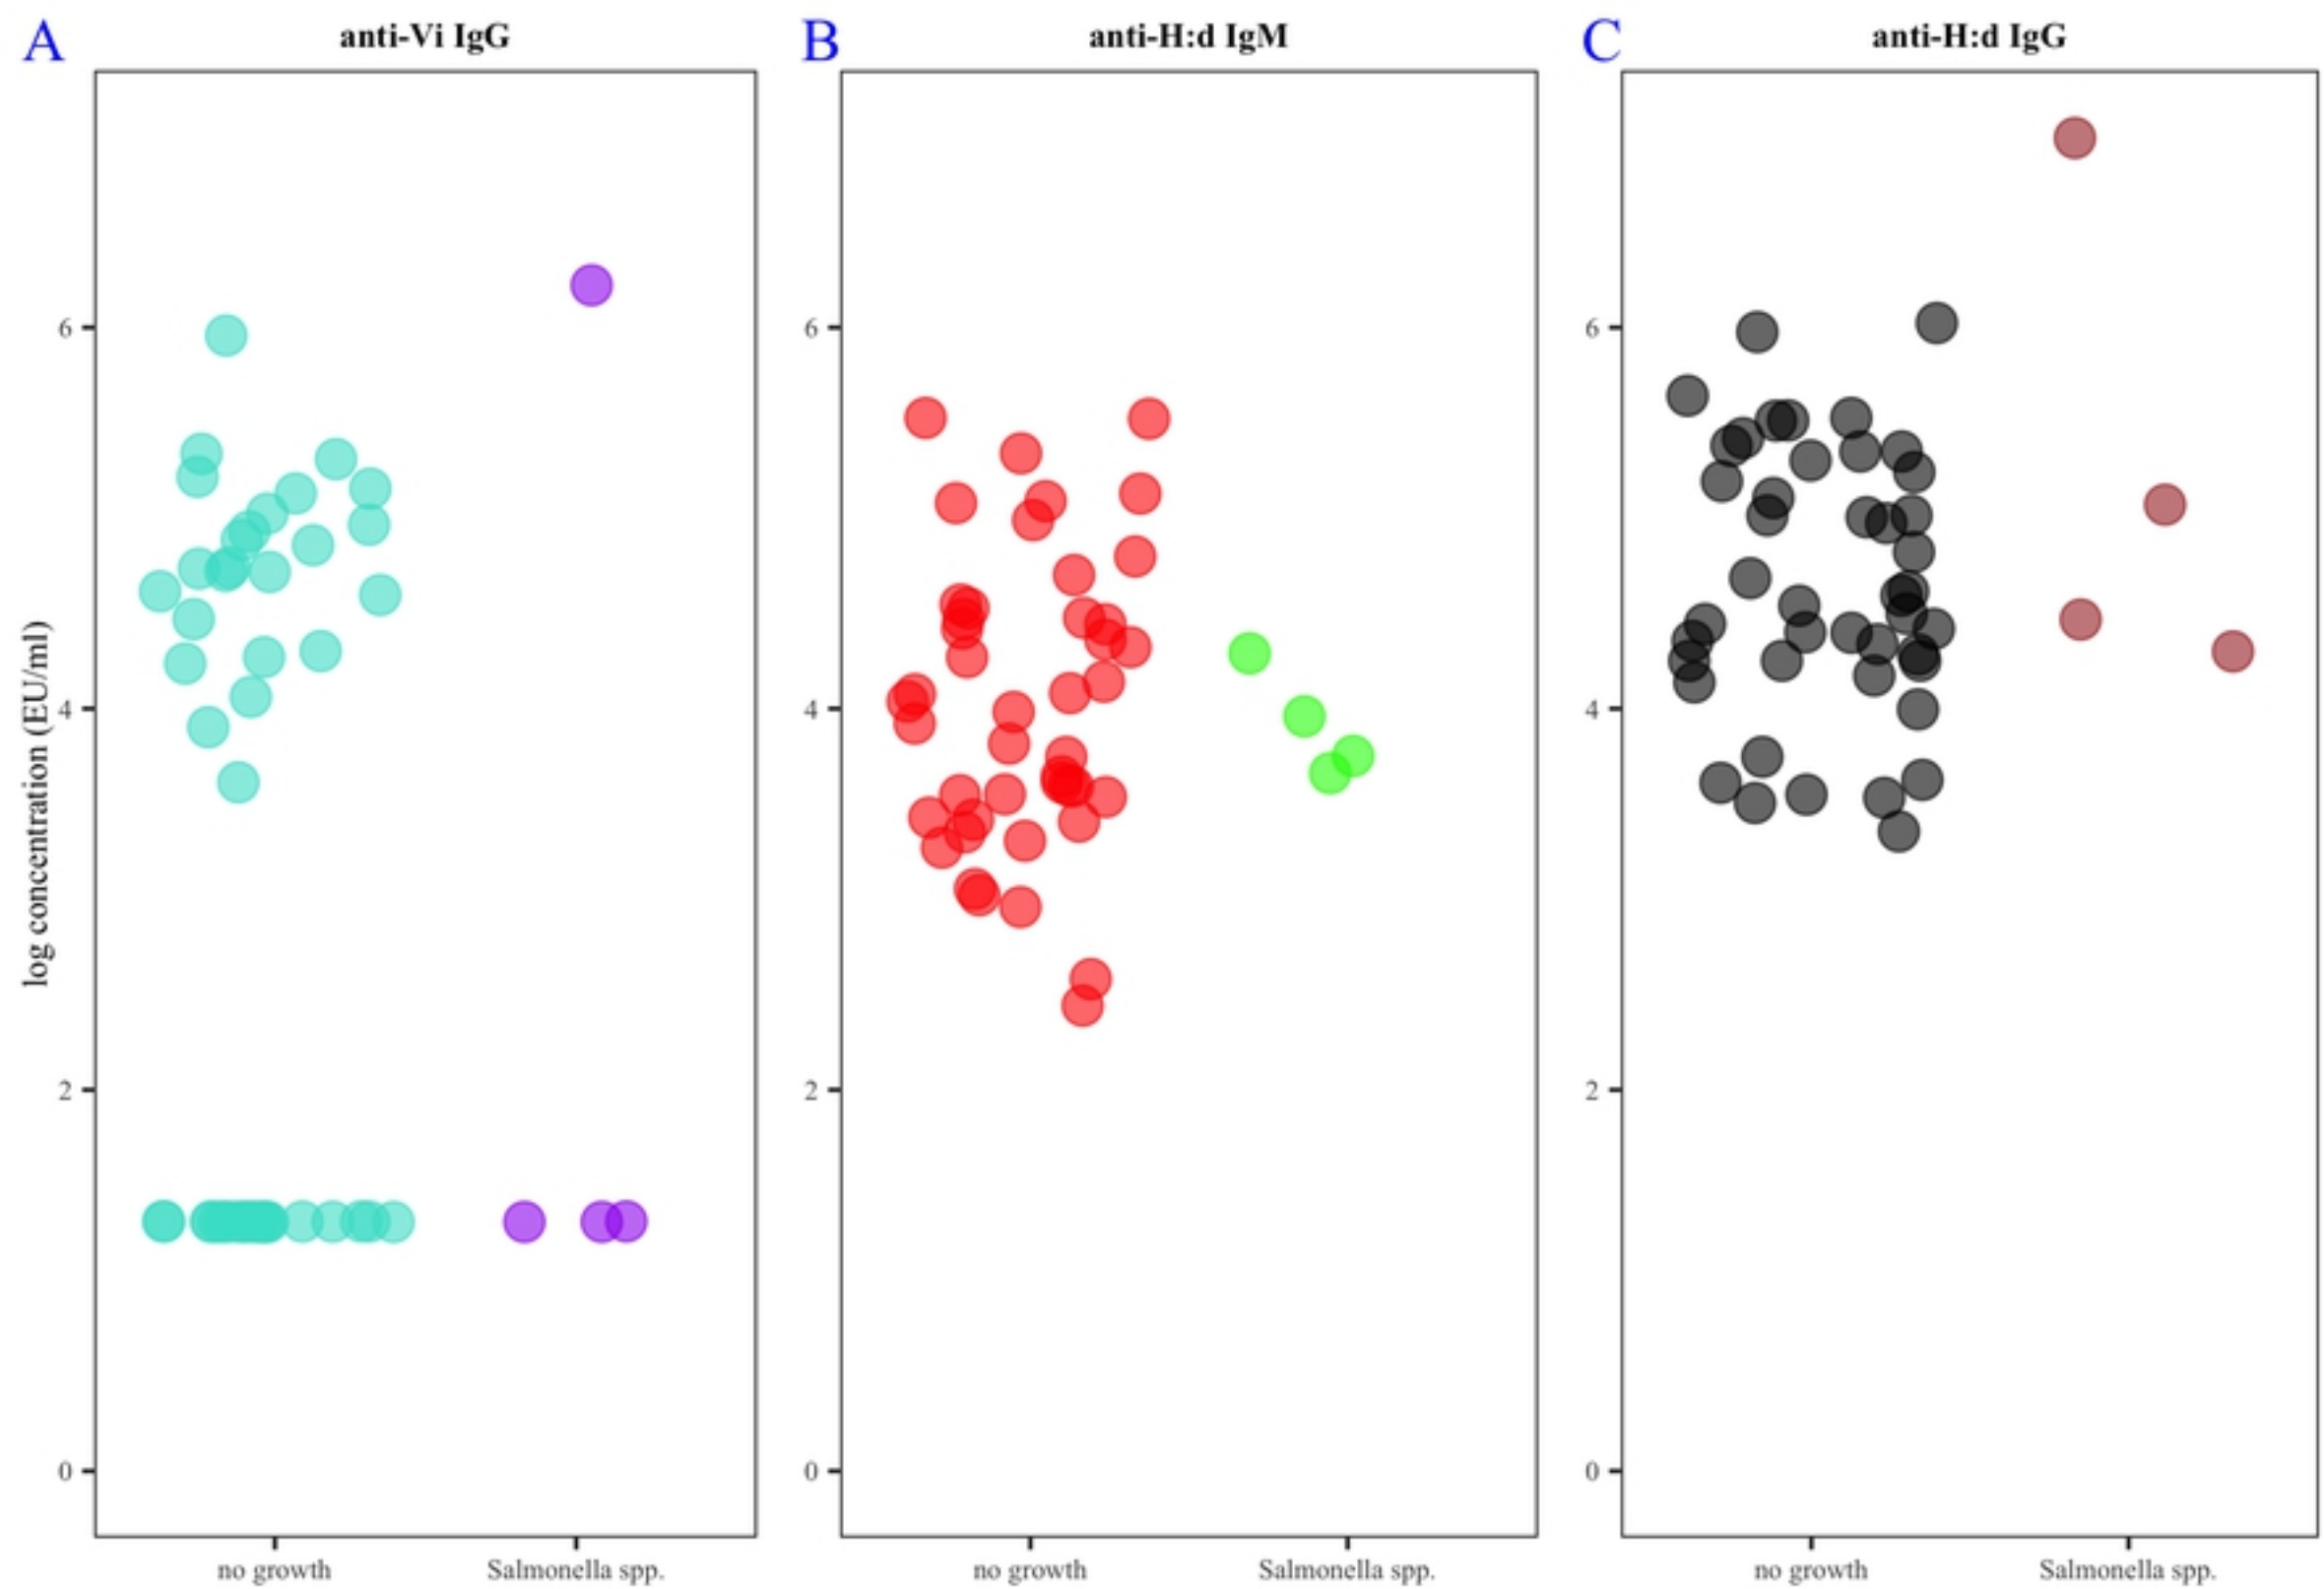 A
anti-Vi IgG
B
anti-H:d IgM
C
anti-H:d IgG
log concentration (EU/ml)
6
4
2
0
6
4
2
0
6
4
2
0
no growth
Salmonella spp.
no growth
Salmonella spp.
no growth
Salmonella spp.